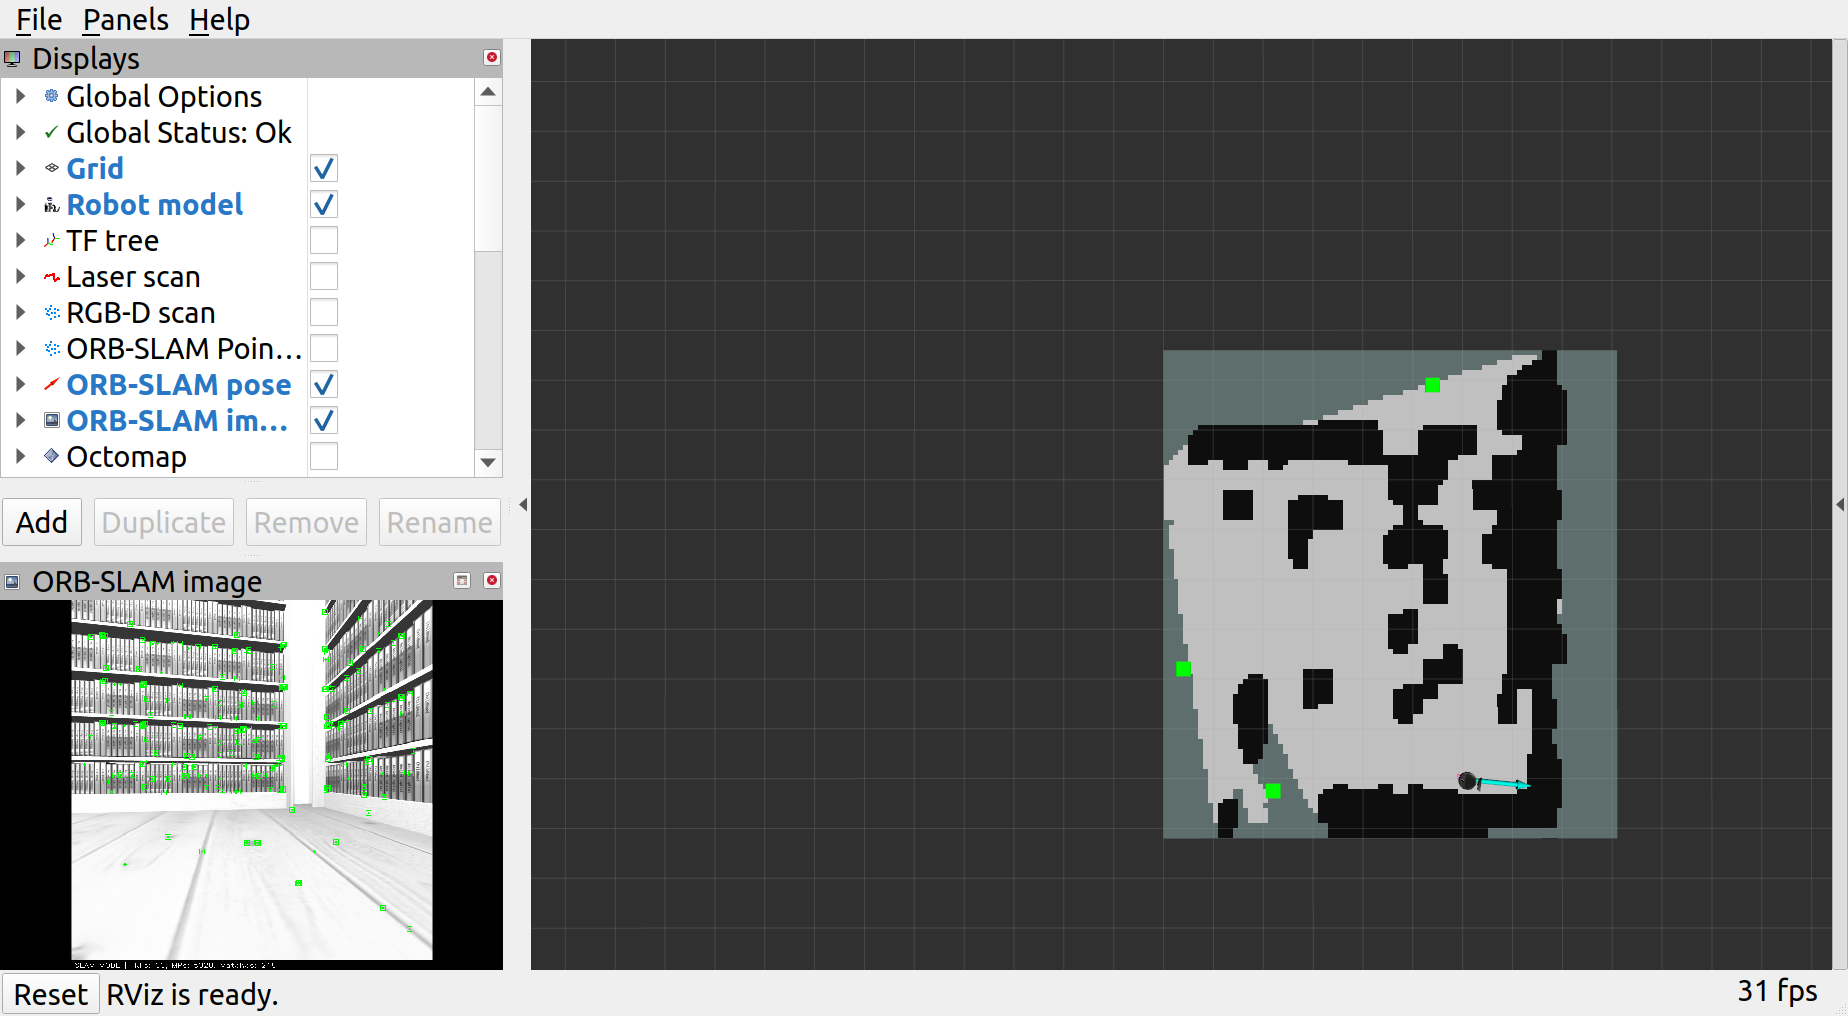 File Panels Help
Displays
Global Options
Global Status: Ok
Grid
Robot model
TF tree
Laser scan
RGB-D scan
ORB-SLAM Poin...
ORB-SLAM pose
ORB-SLAM im...
Octomap
Add Duplicate Remove Rename
ORB-SLAM image
SLAM MODE |
Reset RViz is ready.
31 fps